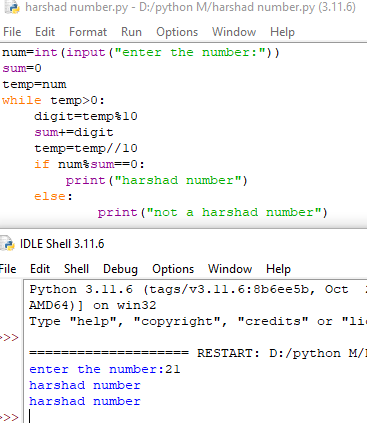 harshad number.py - D:/python M/harshad number.py (3.11.6)
File Edit Format Run Options Window Help
num=int(input("enter the number:"))
sum=0
temp=num
while temp>0:
    digit=temp%10
    sum+=digit
    temp=temp//10
    if num%sum==0:
        print("harshad number")
    else:
            print("not a harshad number")
IDLE Shell 3.11.6
File Edit Shell Debug Options Window Help
Python 3.11.6 (tags/v3.11.6:8b6ee5b, Oct
AMD64)] on win32
Type "help", "copyright", "credits" or "li
>>>
==================== RESTART: D:/python M/
enter the number:21
harshad number
harshad number
>>>